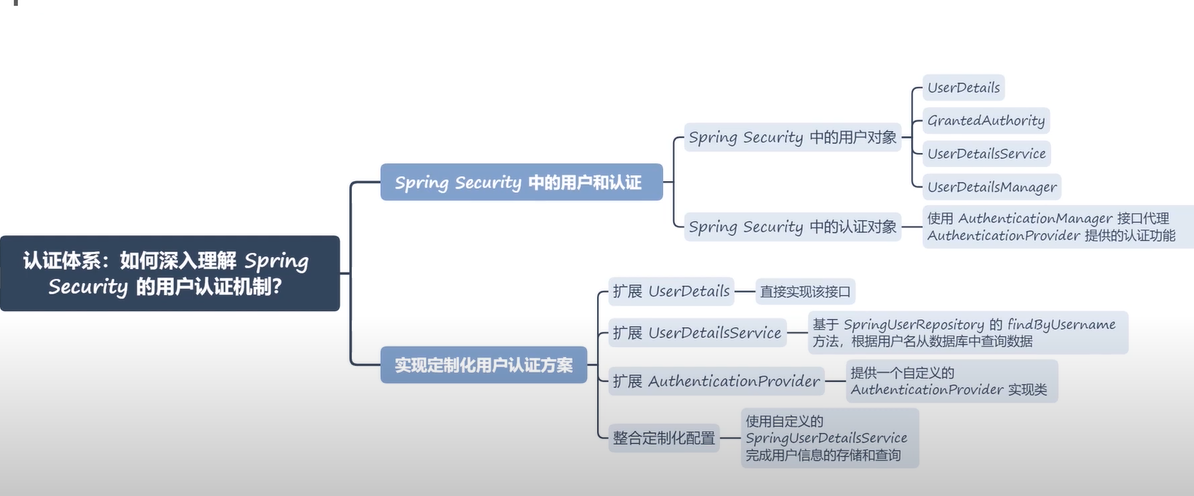 认证体系：如何深入理解 Spring
Security 的用户认证机制？
Spring Security 中的用户和认证
Spring Security 中的用户对象
UserDetails
GrantedAuthority
UserDetailsService
UserDetailsManager
Spring Security 中的认证对象
使用 AuthenticationManager 接口代理
AuthenticationProvider 提供的认证功能
实现定制化用户认证方案
扩展 UserDetails
直接实现该接口
扩展 UserDetailsService
基于 SpringUserRepository 的 findByUsername
方法，根据用户名从数据库中查询数据
扩展 AuthenticationProvider
提供一个自定义的
AuthenticationProvider 实现类
整合定制化配置
使用自定义的
SpringUserDetailsService
完成用户信息的存储和查询